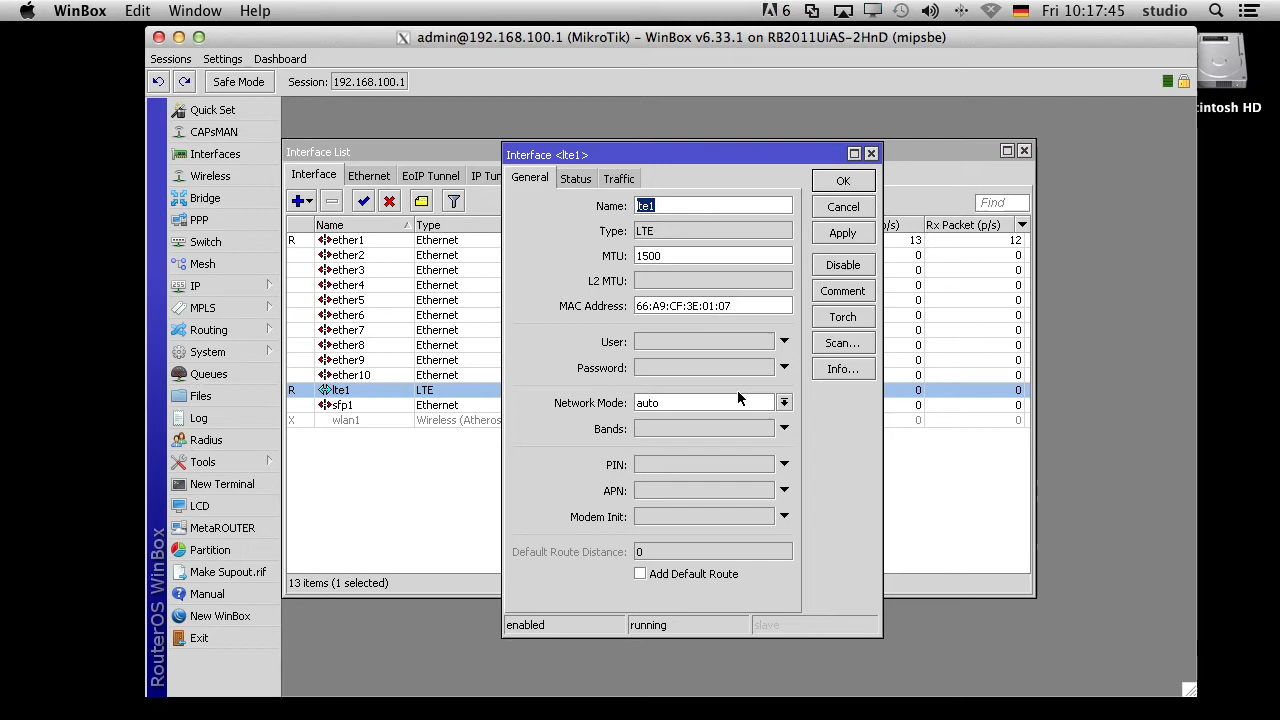 WinBox Edit Window Help 6 Fri 10:17:45 studio
admin@192.168.100.1 (MikroTik) - WinBox v6.33.1 on RB2011UiAS-2HnD (mipsbe)
Sessions Settings Dashboard
Safe Mode Session: 192.168.100.1
cintosh HD
RouterOS WinBox
Quick Set
CAPsMAN
Interfaces
Wireless
Bridge
PPP
Switch
Mesh
IP
MPLS
Routing
System
Queues
Files
Log
Radius
Tools
New Terminal
LCD
MetaROUTER
Partition
Make Supout.rif
Manual
New WinBox
Exit
Interface List
Interface Ethernet EoIP Tunnel IP Tun
Find
Name Type /s) Rx Packet (p/s)
R ether1 Ethernet 13 12
ether2 Ethernet 0 0
ether3 Ethernet 0 0
ether4 Ethernet 0 0
ether5 Ethernet 0 0
ether6 Ethernet 0 0
ether7 Ethernet 0 0
ether8 Ethernet 0 0
ether9 Ethernet 0 0
ether10 Ethernet 0 0
R lte1 LTE 0 0
sfp1 Ethernet 0 0
X wlan1 Wireless (Atheros 0 0
13 items (1 selected)
Interface <lte1>
General Status Traffic
Name: lte1
Type: LTE
MTU: 1500
L2 MTU:
MAC Address: 66:A9:CF:3E:01:07
User:
Password:
Network Mode: auto
Bands:
PIN:
APN:
Modem Init:
Default Route Distance: 0
Add Default Route
OK
Cancel
Apply
Disable
Comment
Torch
Scan...
Info...
enabled running slave